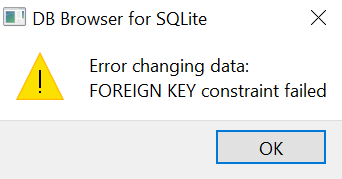 DB Browser for SQLite
Error changing data:
FOREIGN KEY constraint failed
OK